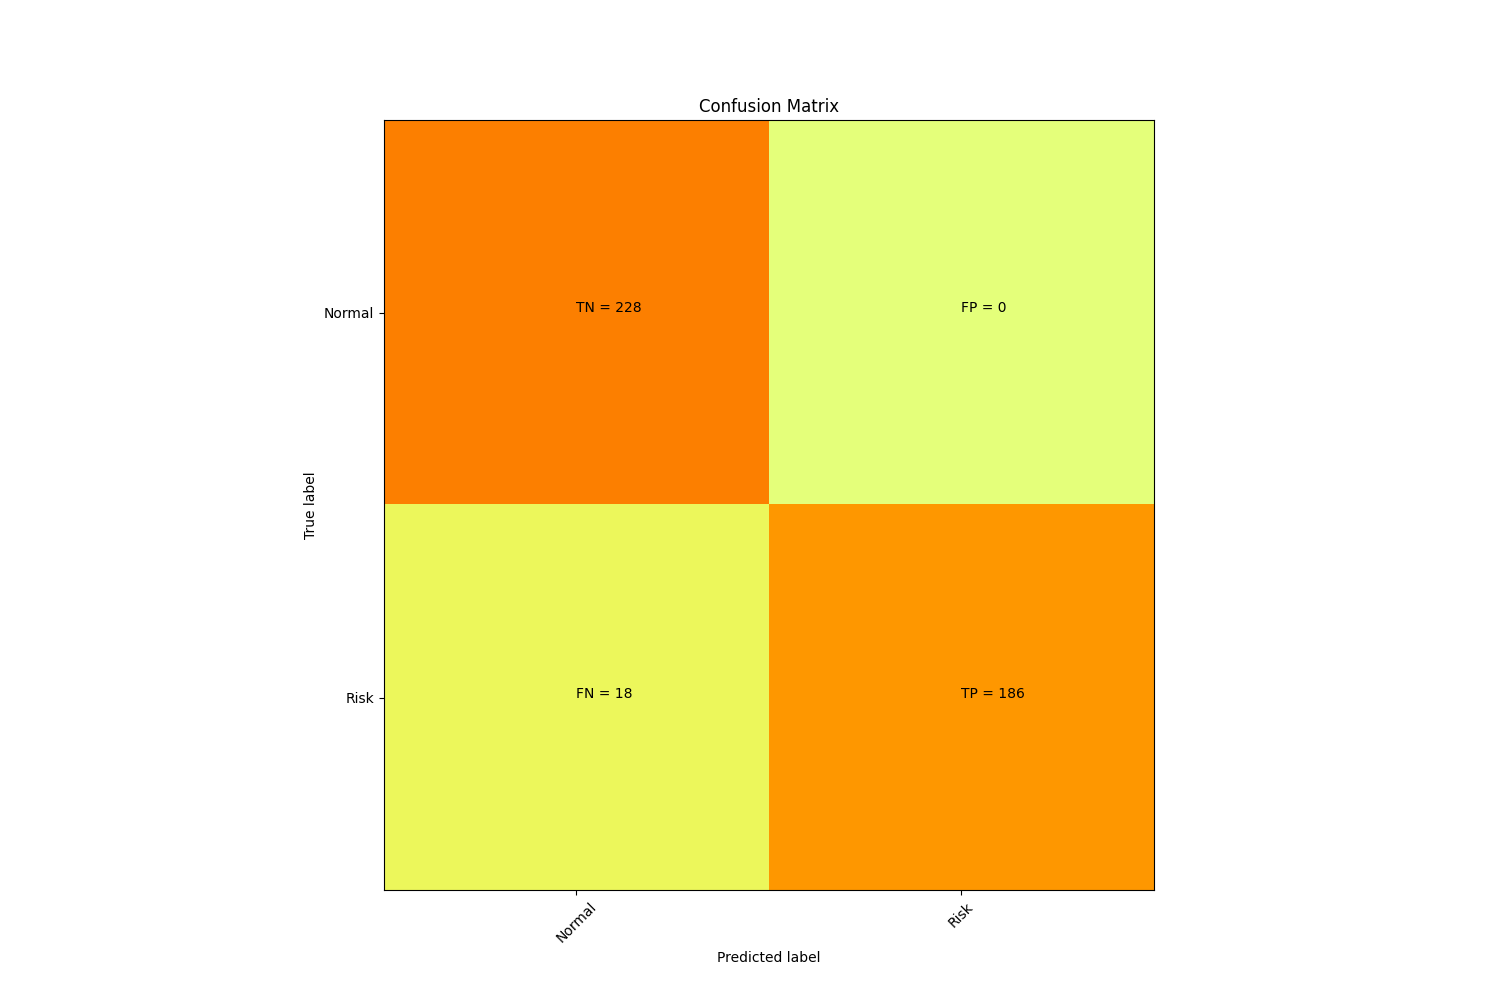 Confusion Matrix
TN = 228
FP = 0
Normal
True label
FN = 18
TP = 186
Risk
Normal
Risk
Predicted label